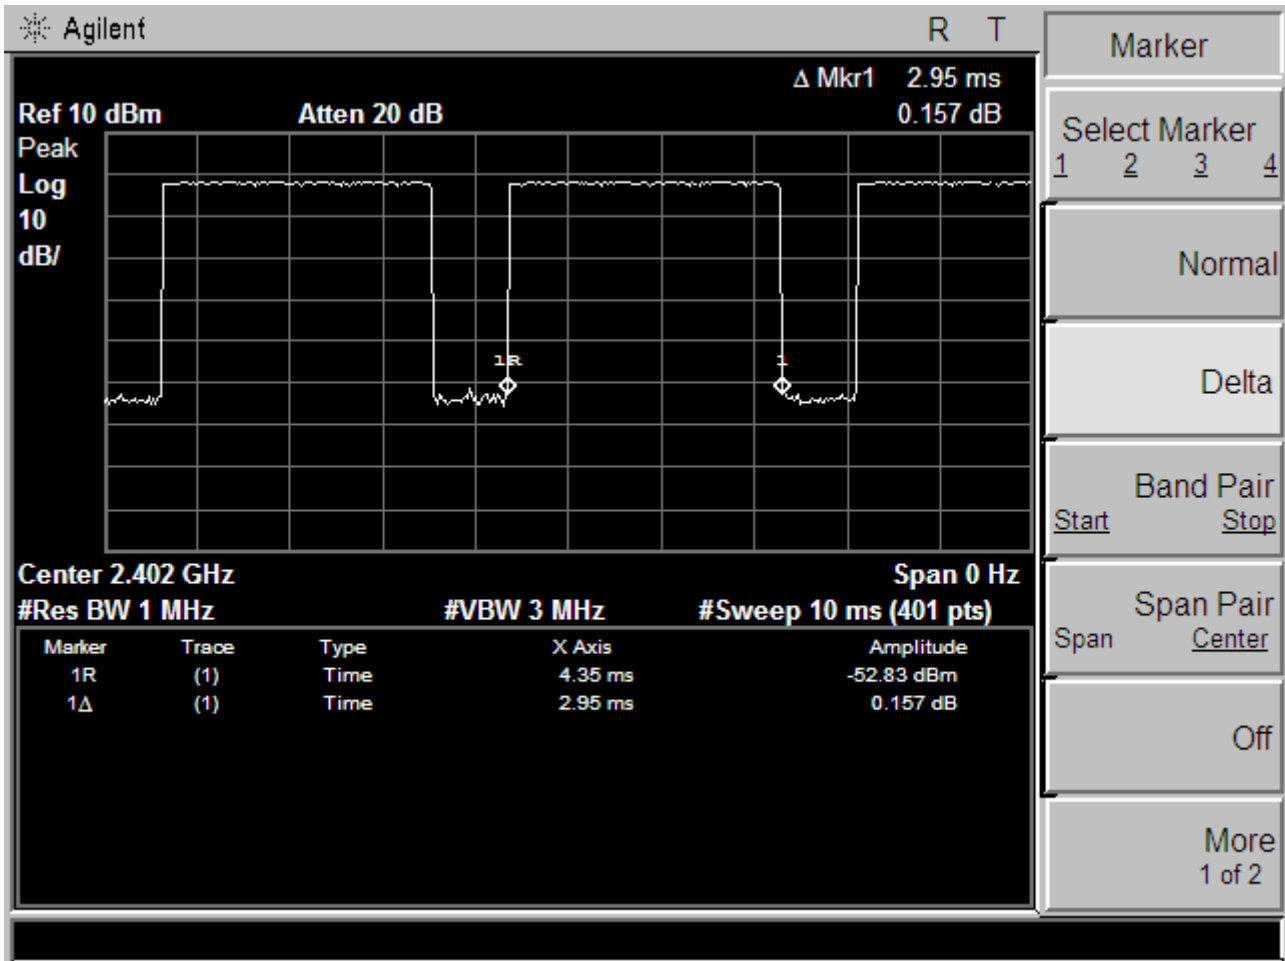 Agilent
R T
Marker
Δ Mkr1 2.95 ms
Ref 10 dBm Atten 20 dB 0.157 dB
Peak
Log
10
dB/
1R
1
Center 2.402 GHz Span 0 Hz
#Res BW 1 MHz #VBW 3 MHz #Sweep 10 ms (401 pts)
Marker Trace Type X Axis Amplitude
1R (1) Time 4.35 ms -52.83 dBm
1Δ (1) Time 2.95 ms 0.157 dB
Select Marker
1 2 3 4
Normal
Delta
Band Pair
Start Stop
Span Pair
Span Center
Off
More
1 of 2